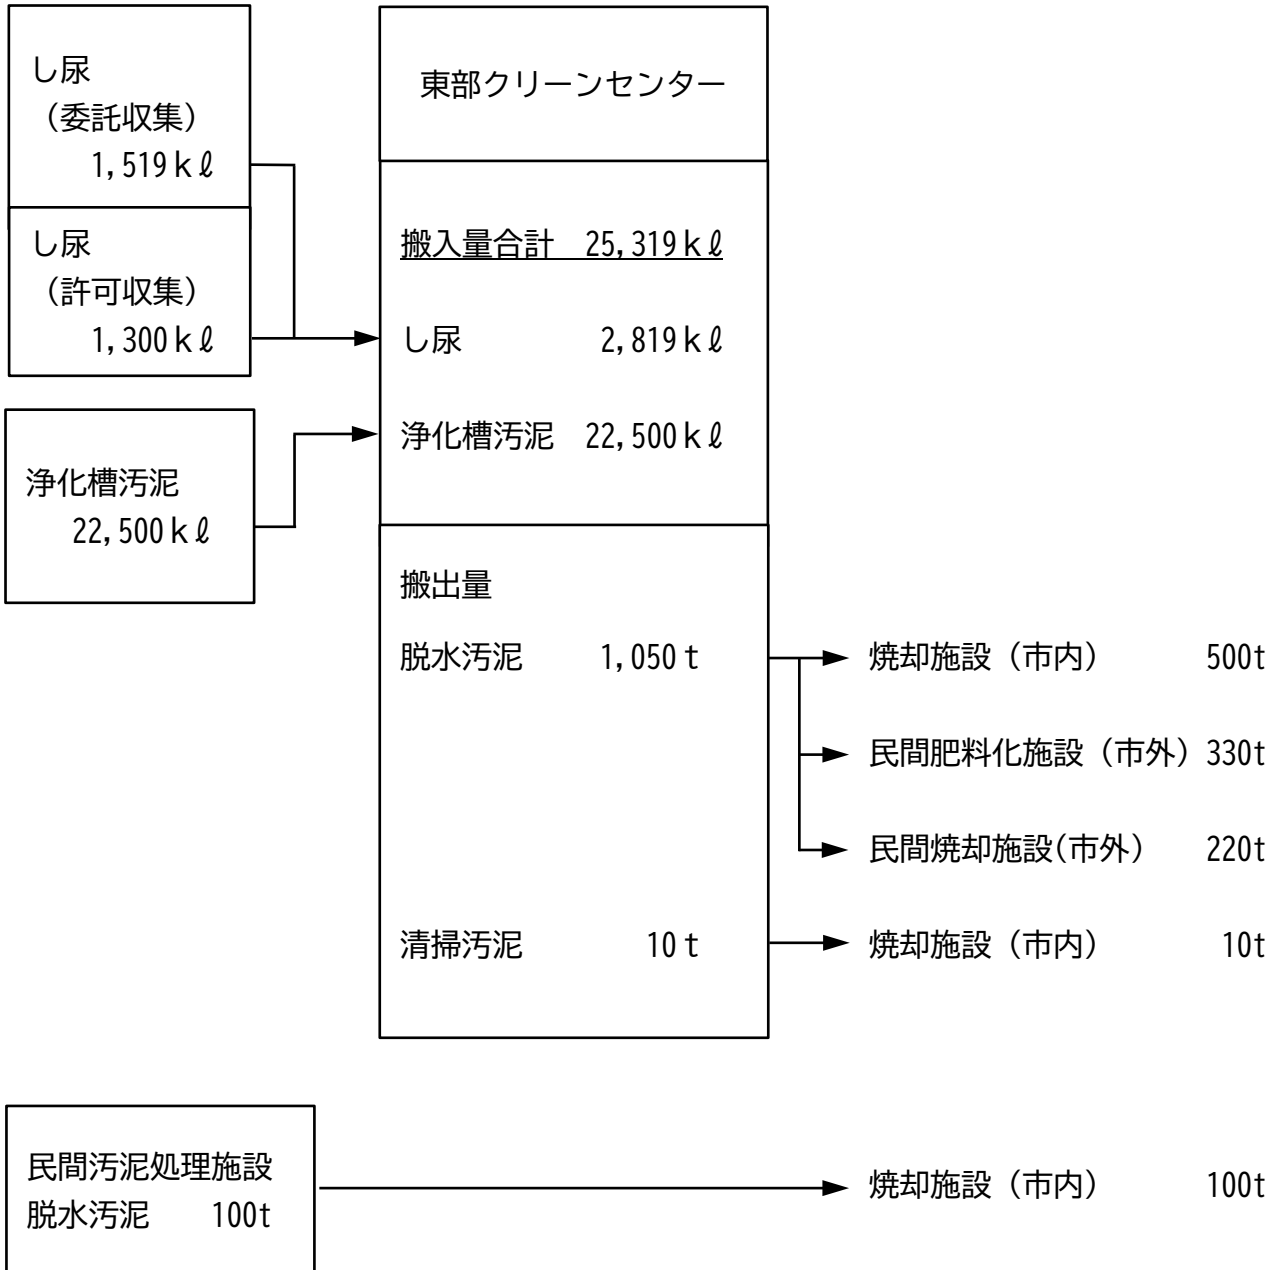 し尿
（委託収集）
1,519ｋℓ
し尿
（許可収集）
1,300ｋℓ
浄化槽汚泥
22,500ｋℓ
東部クリーンセンター
搬入量合計　25,319ｋℓ
し尿　2,819ｋℓ
浄化槽汚泥　22,500ｋℓ
搬出量
脱水汚泥　1,050ｔ
清掃汚泥　10ｔ
焼却施設（市内）　500t
民間肥料化施設（市外）330t
民間焼却施設(市外）　220t
焼却施設（市内）　10t
民間汚泥処理施設
脱水汚泥　100t
焼却施設（市内）　100t